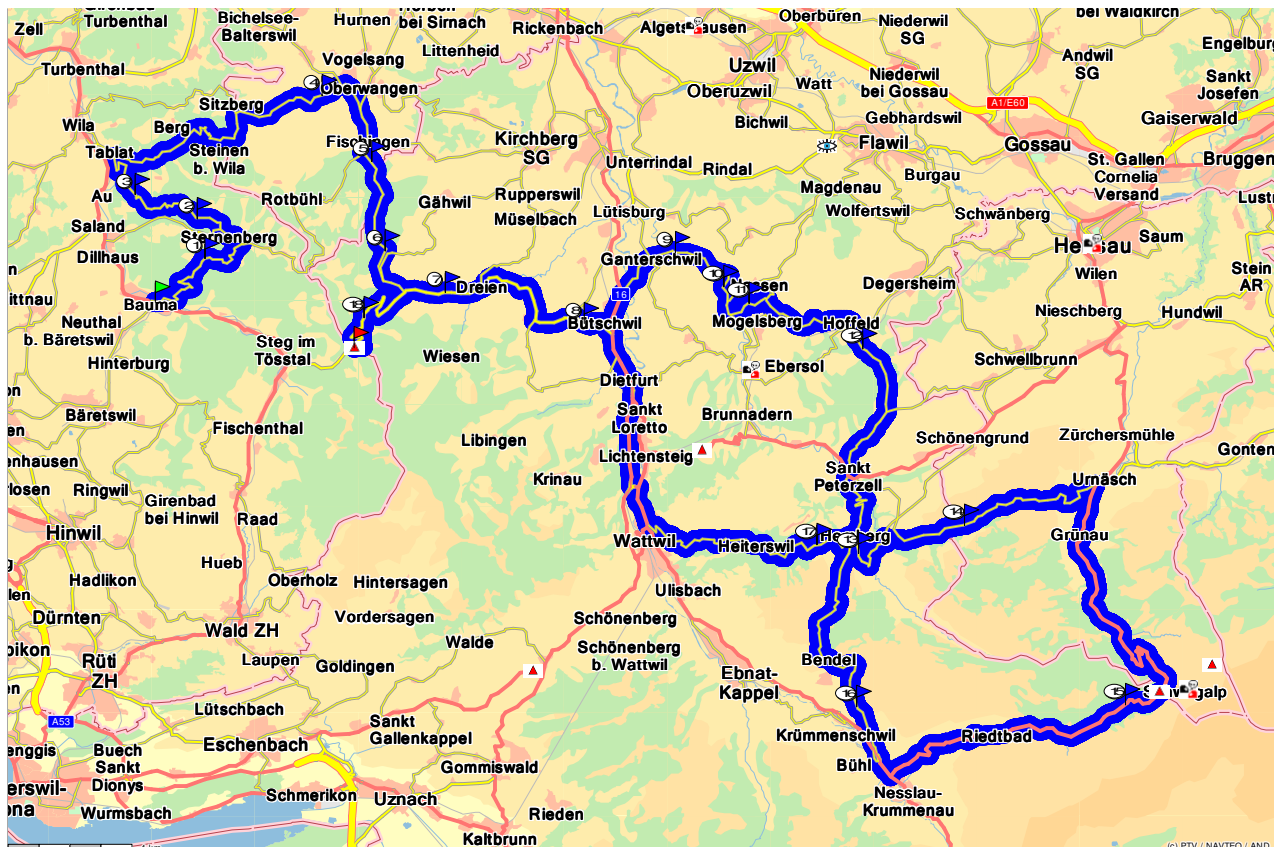 Turbenthal
Bichelsee-
Balterswil
Hurnen
bei Sirnach
Rickenbach
Oberbüren
Niederwil
SG
bei Waldkirch
Zell
Littenheid
Vogelsang
Uzwil
Andwil
SG
Engelburg
Turbenthal
Oberwangen
Oberuzwil
Watt
Niederwil
bei Gossau
Sankt
Josefen
A1/E60
Sitzberg
Wila
Berg
Bichwil
Gebhardswil
Gaiserwald
Fischingen
Kirchberg
SG
Flawil
Gossau
Tablat
Steinen
b. Wila
Unterrindal
Rindal
St. Gallen
Cornelia
Versand
Bruggen
Burgau
Au
Rotbühl
Gähwil
Rupperswil
Magdenau
Müselbach
Lütisburg
Wolfertswil
Schwänberg
Saland
Sternenberg
Saum
Dillhaus
Ganterschwil
Wilen
Stein
AR
Degersheim
Bauma
Dreien
16
Neuthal
b. Bäretswil
Bütschwil
Mogelsberg
Hoffeld
Nieschberg
Hundwil
Steg im
Tösstal
Hinterburg
Wiesen
Ebersol
Schwellbrunn
Dietfurt
Bäretswil
Sankt
Loretto
Brunnadern
Fischenthal
Libingen
Schönengrund
Zürchersmühle
Lichtensteig
Gonten
Ringwil
Krinau
Sankt
Peterzell
Urnäsch
Girenbad
bei Hinwil
Raad
Hinwil
Wattwil
Heiterswil
Grünau
Hueb
Hadlikon
Oberholz
Hintersagen
Ulisbach
Dürnten
Vordersagen
Schönenberg
Wald ZH
Walde
Rüti
ZH
Laupen
Goldingen
Schönenberg
b. Wattwil
Bendel
Ebnat-
Kappel
Lütschbach
A53
Sankt
Gallenkappel
Krümmenschwil
Riedtbad
Eschenbach
Buech
Sankt
Dionys
Gommiswald
Bühl
Schmerikon
Uznach
Nesslau-
Krummenau
Wurmsbach
Rieden
Kaltbrunn
(c) PTV / NAVTEQ / AND